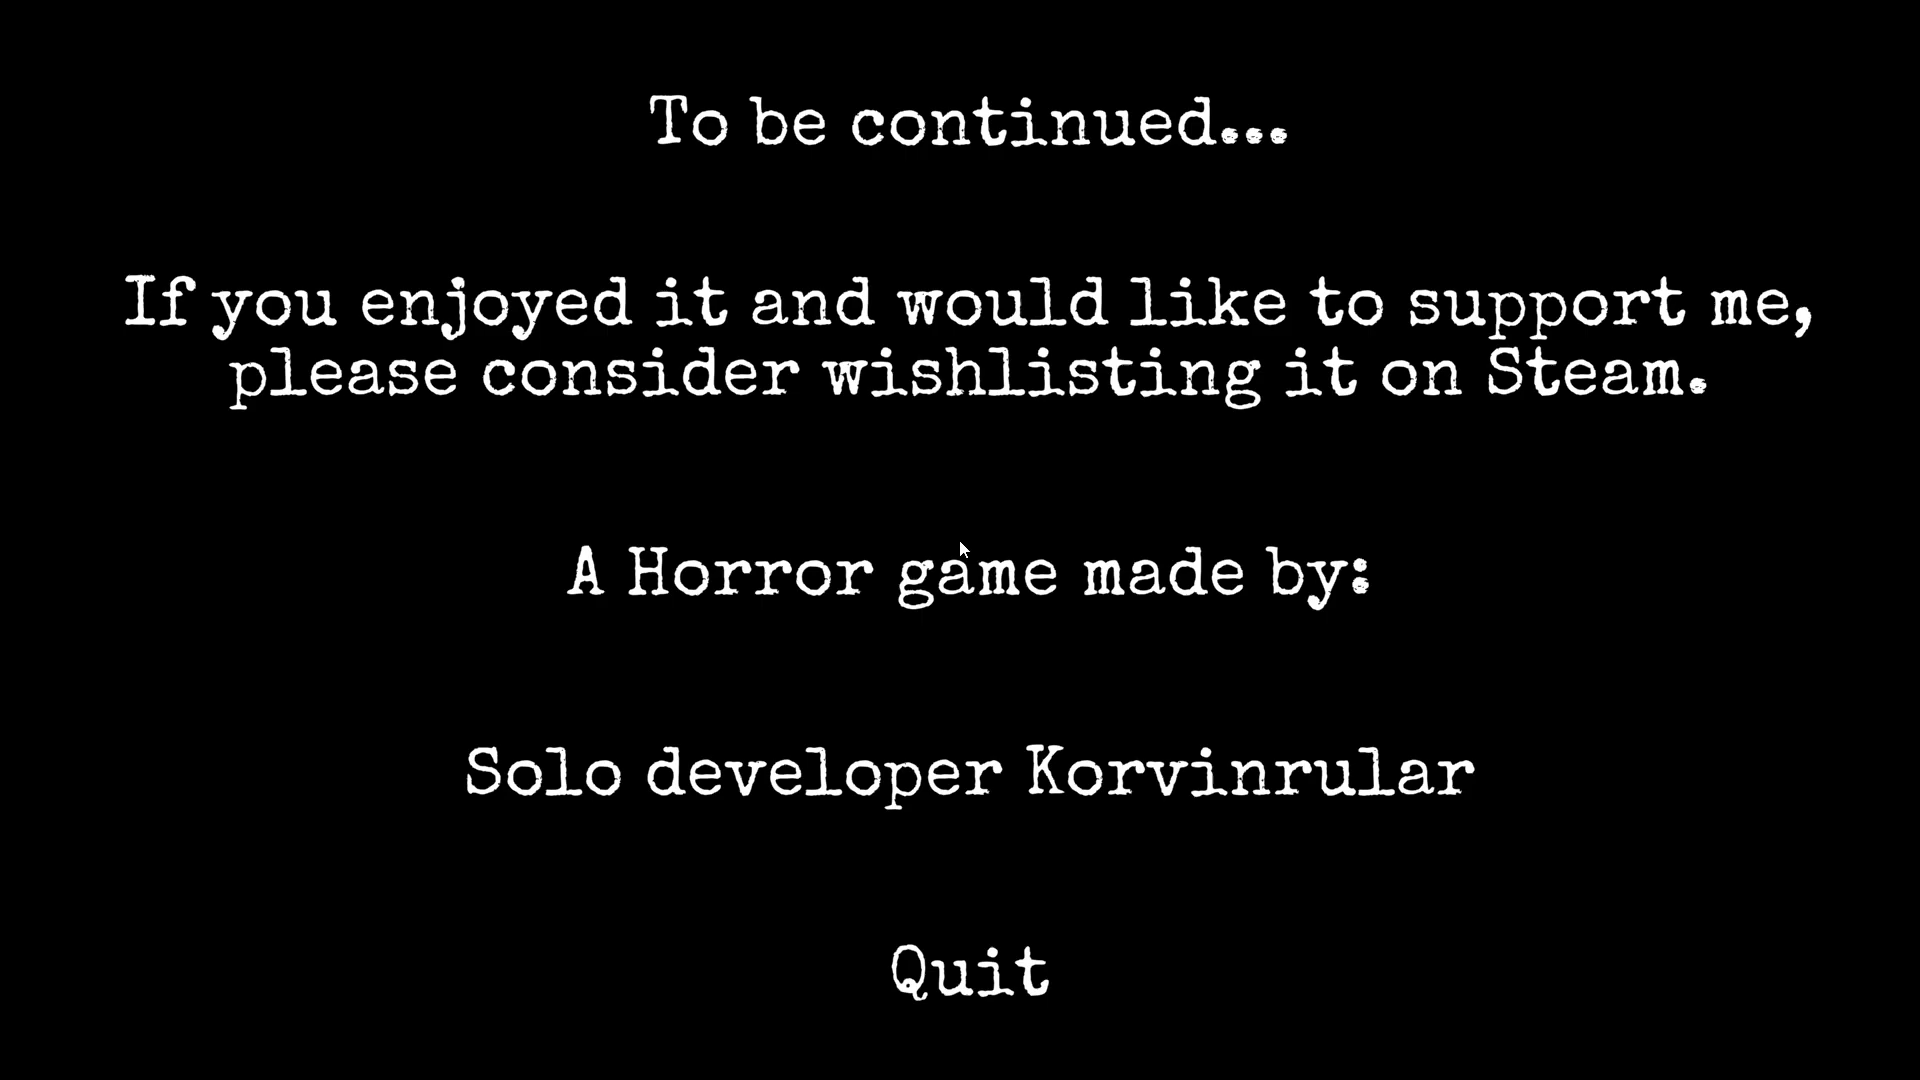 To be continued...
If you enjoyed it and would like to support me,
please consider wishlisting it on Steam.
A Horror game made by:
Solo developer Korvinrular
Quit